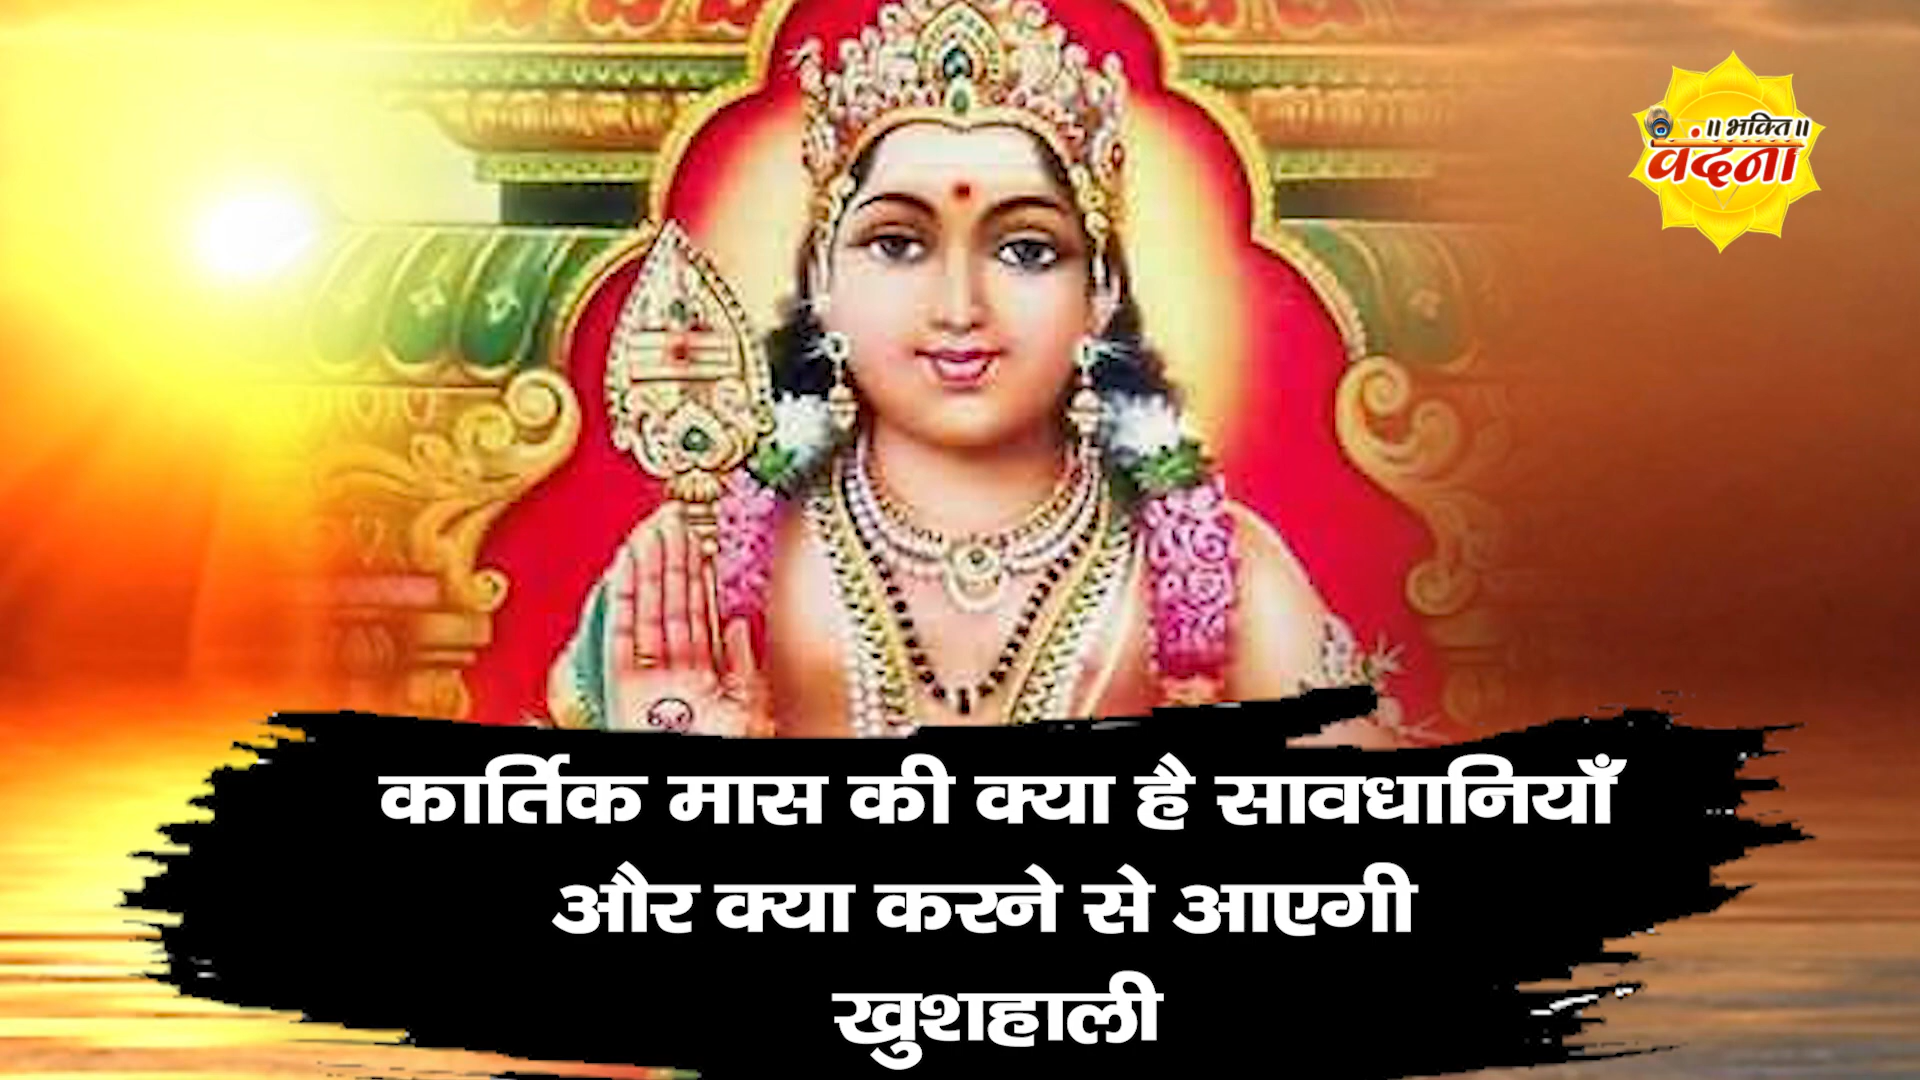 ॥ भक्ति॥
वंदना
कार्तिक मास की क्या है सावधानियाँ
और क्या करने से आएगी
खुशहाली